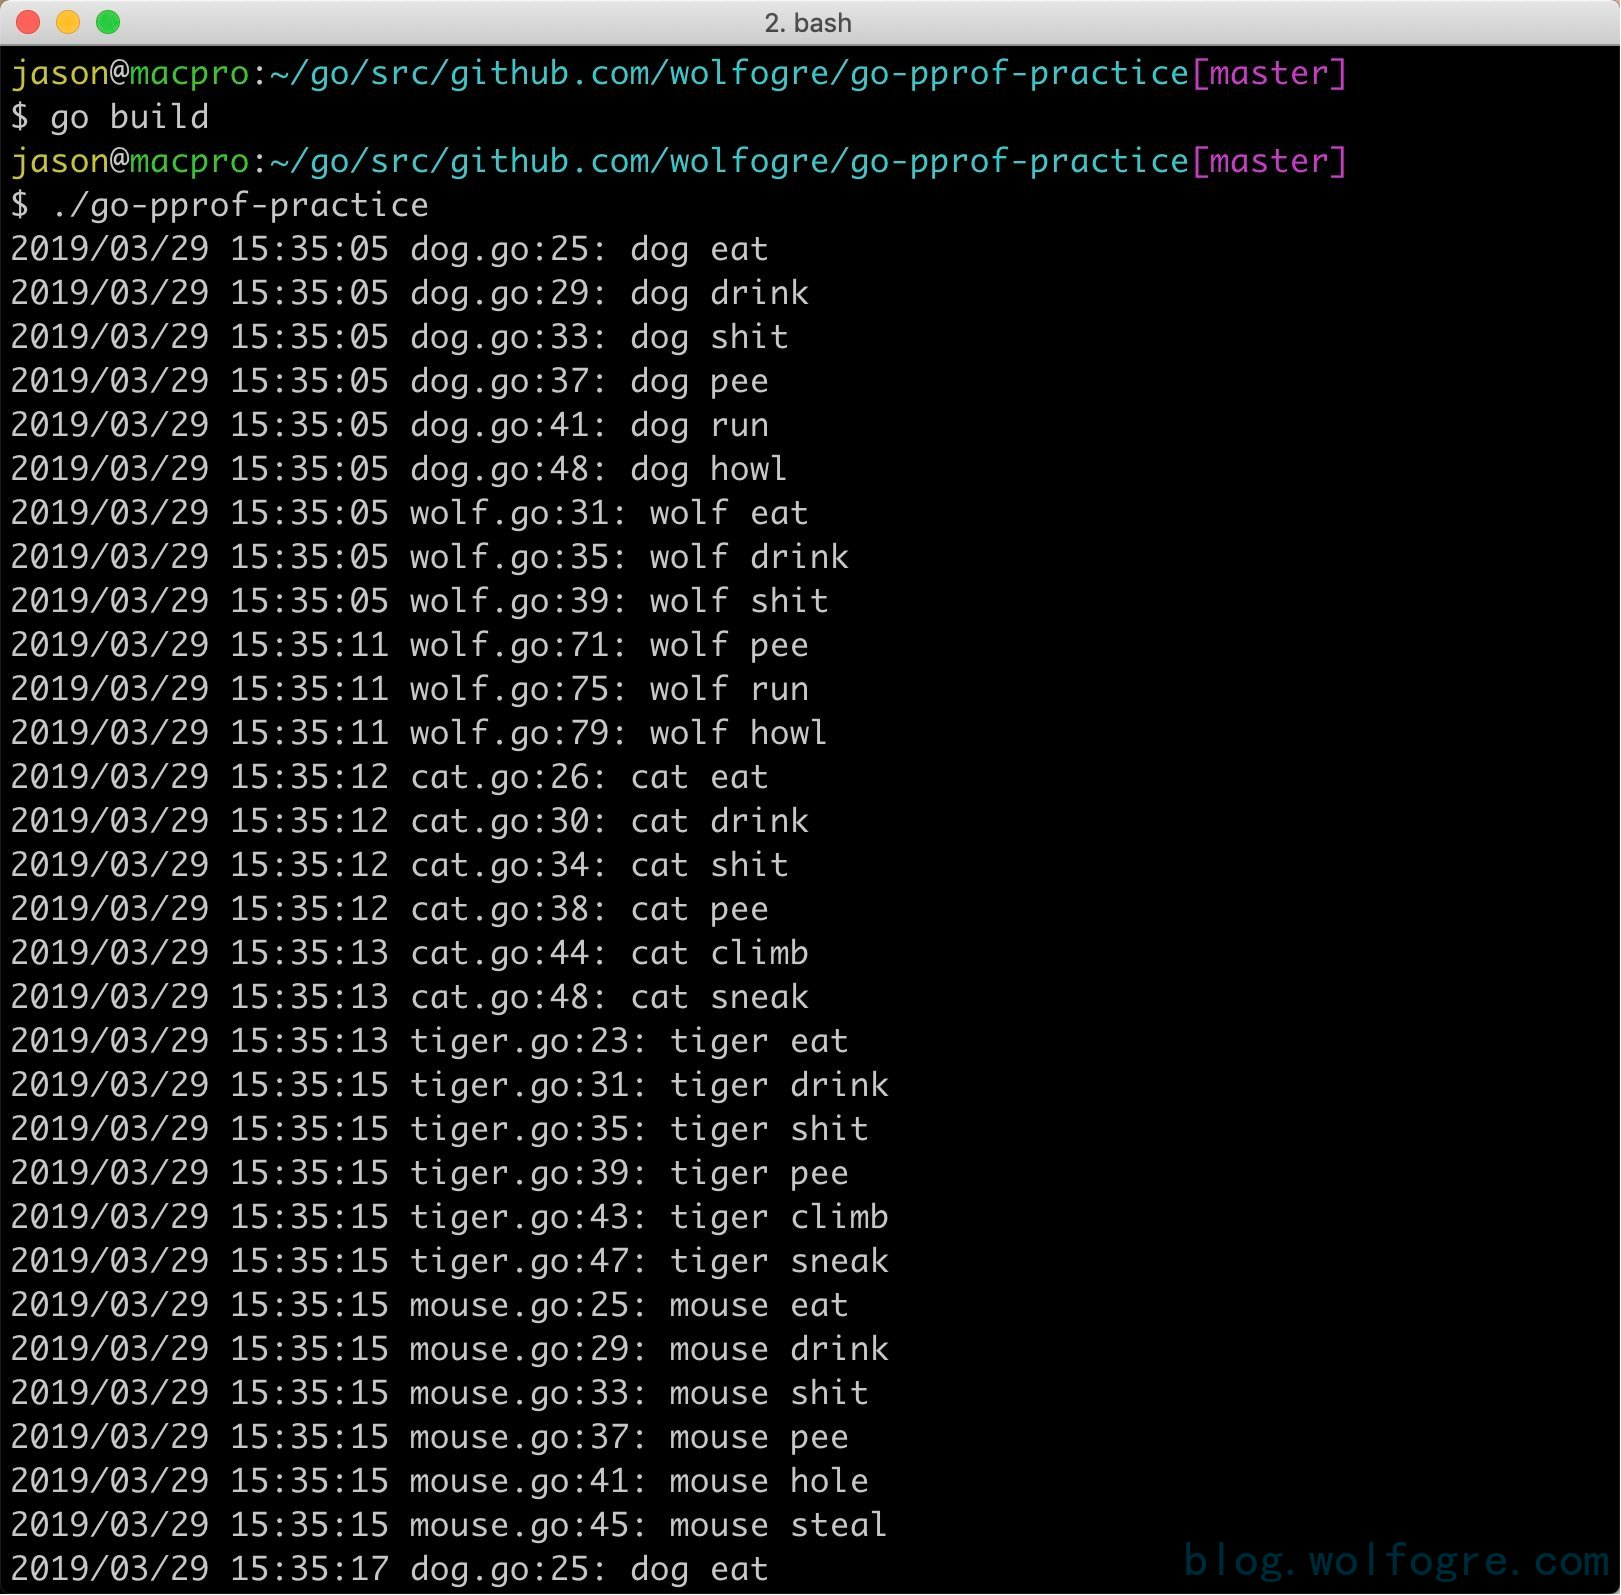 2. bash
jason@macpro:~/go/src/github.com/wolfogre/go-pprof-practice[master]
$ go build
jason@macpro:~/go/src/github.com/wolfogre/go-pprof-practice[master]
$ ./go-pprof-practice
2019/03/29 15:35:05 dog.go:25: dog eat
2019/03/29 15:35:05 dog.go:29: dog drink
2019/03/29 15:35:05 dog.go:33: dog shit
2019/03/29 15:35:05 dog.go:37: dog pee
2019/03/29 15:35:05 dog.go:41: dog run
2019/03/29 15:35:05 dog.go:48: dog howl
2019/03/29 15:35:05 wolf.go:31: wolf eat
2019/03/29 15:35:05 wolf.go:35: wolf drink
2019/03/29 15:35:05 wolf.go:39: wolf shit
2019/03/29 15:35:11 wolf.go:71: wolf pee
2019/03/29 15:35:11 wolf.go:75: wolf run
2019/03/29 15:35:11 wolf.go:79: wolf howl
2019/03/29 15:35:12 cat.go:26: cat eat
2019/03/29 15:35:12 cat.go:30: cat drink
2019/03/29 15:35:12 cat.go:34: cat shit
2019/03/29 15:35:12 cat.go:38: cat pee
2019/03/29 15:35:13 cat.go:44: cat climb
2019/03/29 15:35:13 cat.go:48: cat sneak
2019/03/29 15:35:13 tiger.go:23: tiger eat
2019/03/29 15:35:15 tiger.go:31: tiger drink
2019/03/29 15:35:15 tiger.go:35: tiger shit
2019/03/29 15:35:15 tiger.go:39: tiger pee
2019/03/29 15:35:15 tiger.go:43: tiger climb
2019/03/29 15:35:15 tiger.go:47: tiger sneak
2019/03/29 15:35:15 mouse.go:25: mouse eat
2019/03/29 15:35:15 mouse.go:29: mouse drink
2019/03/29 15:35:15 mouse.go:33: mouse shit
2019/03/29 15:35:15 mouse.go:37: mouse pee
2019/03/29 15:35:15 mouse.go:41: mouse hole
2019/03/29 15:35:15 mouse.go:45: mouse steal
2019/03/29 15:35:17 dog.go:25: dog eat
blog.wolfogre.com